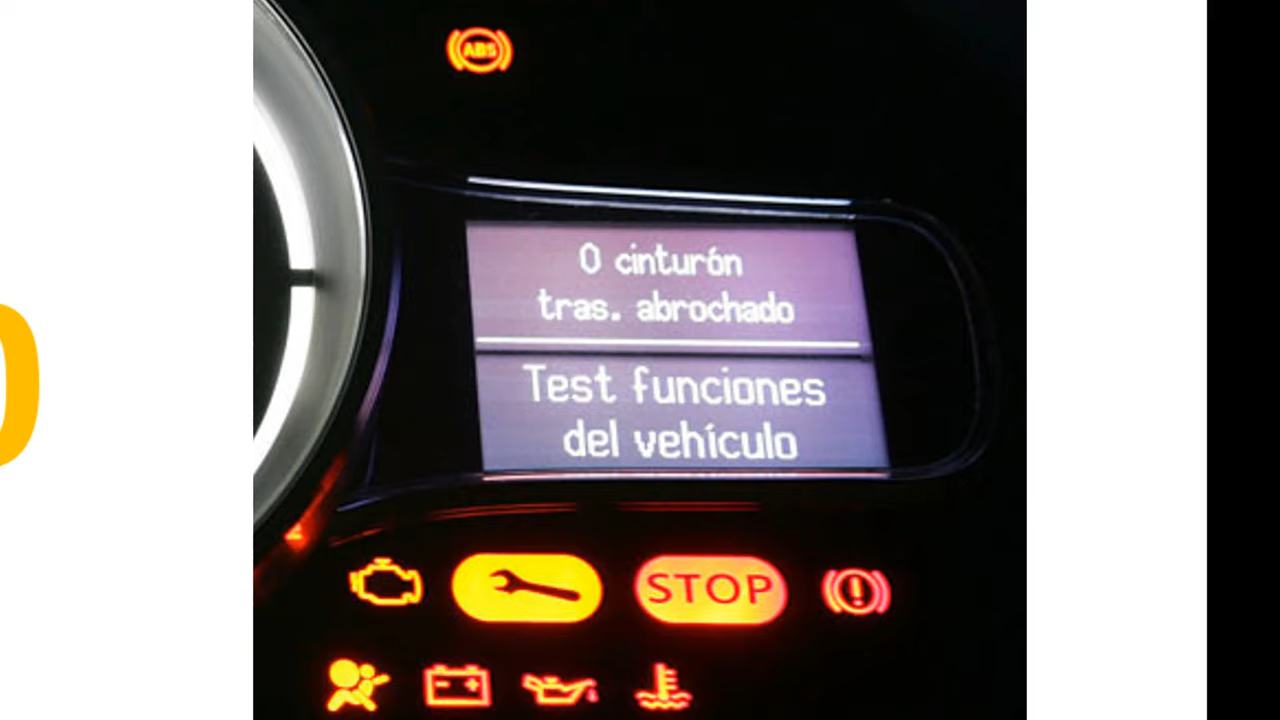 ABS
0 cinturón
tras. abrochado
Test funciones
del vehículo
STOP